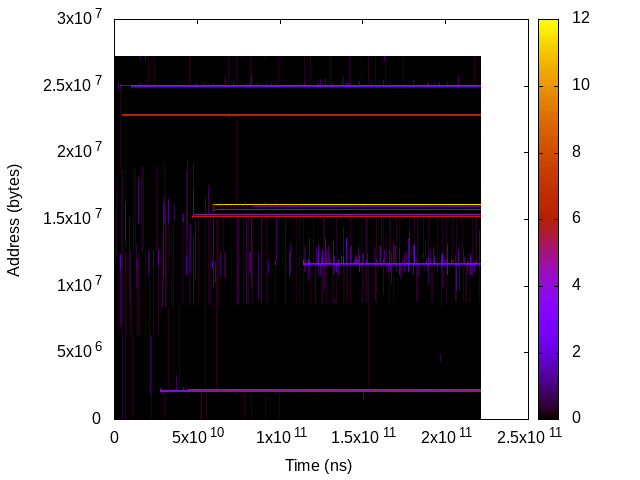 3x10^7
2.5x10^7
2x10^7
1.5x10^7
1x10^7
5x10^6
0
Address (bytes)
0 5x10^10 1x10^11 1.5x10^11 2x10^11 2.5x10^11
Time (ns)
12
10
8
6
4
2
0